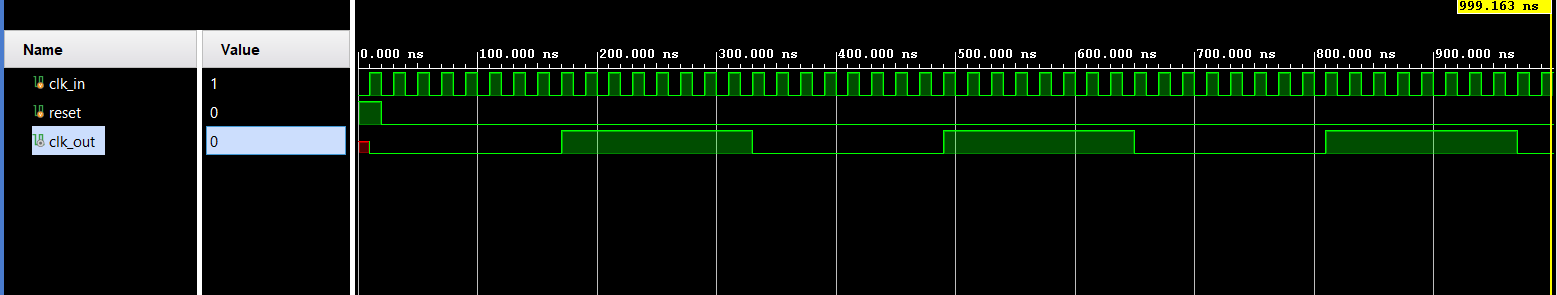 999.163 ns
Name Value
0.000 ns 100.000 ns 200.000 ns 300.000 ns 400.000 ns 500.000 ns 600.000 ns 700.000 ns 800.000 ns 900.000 ns
clk_in 1
reset 0
clk_out 0